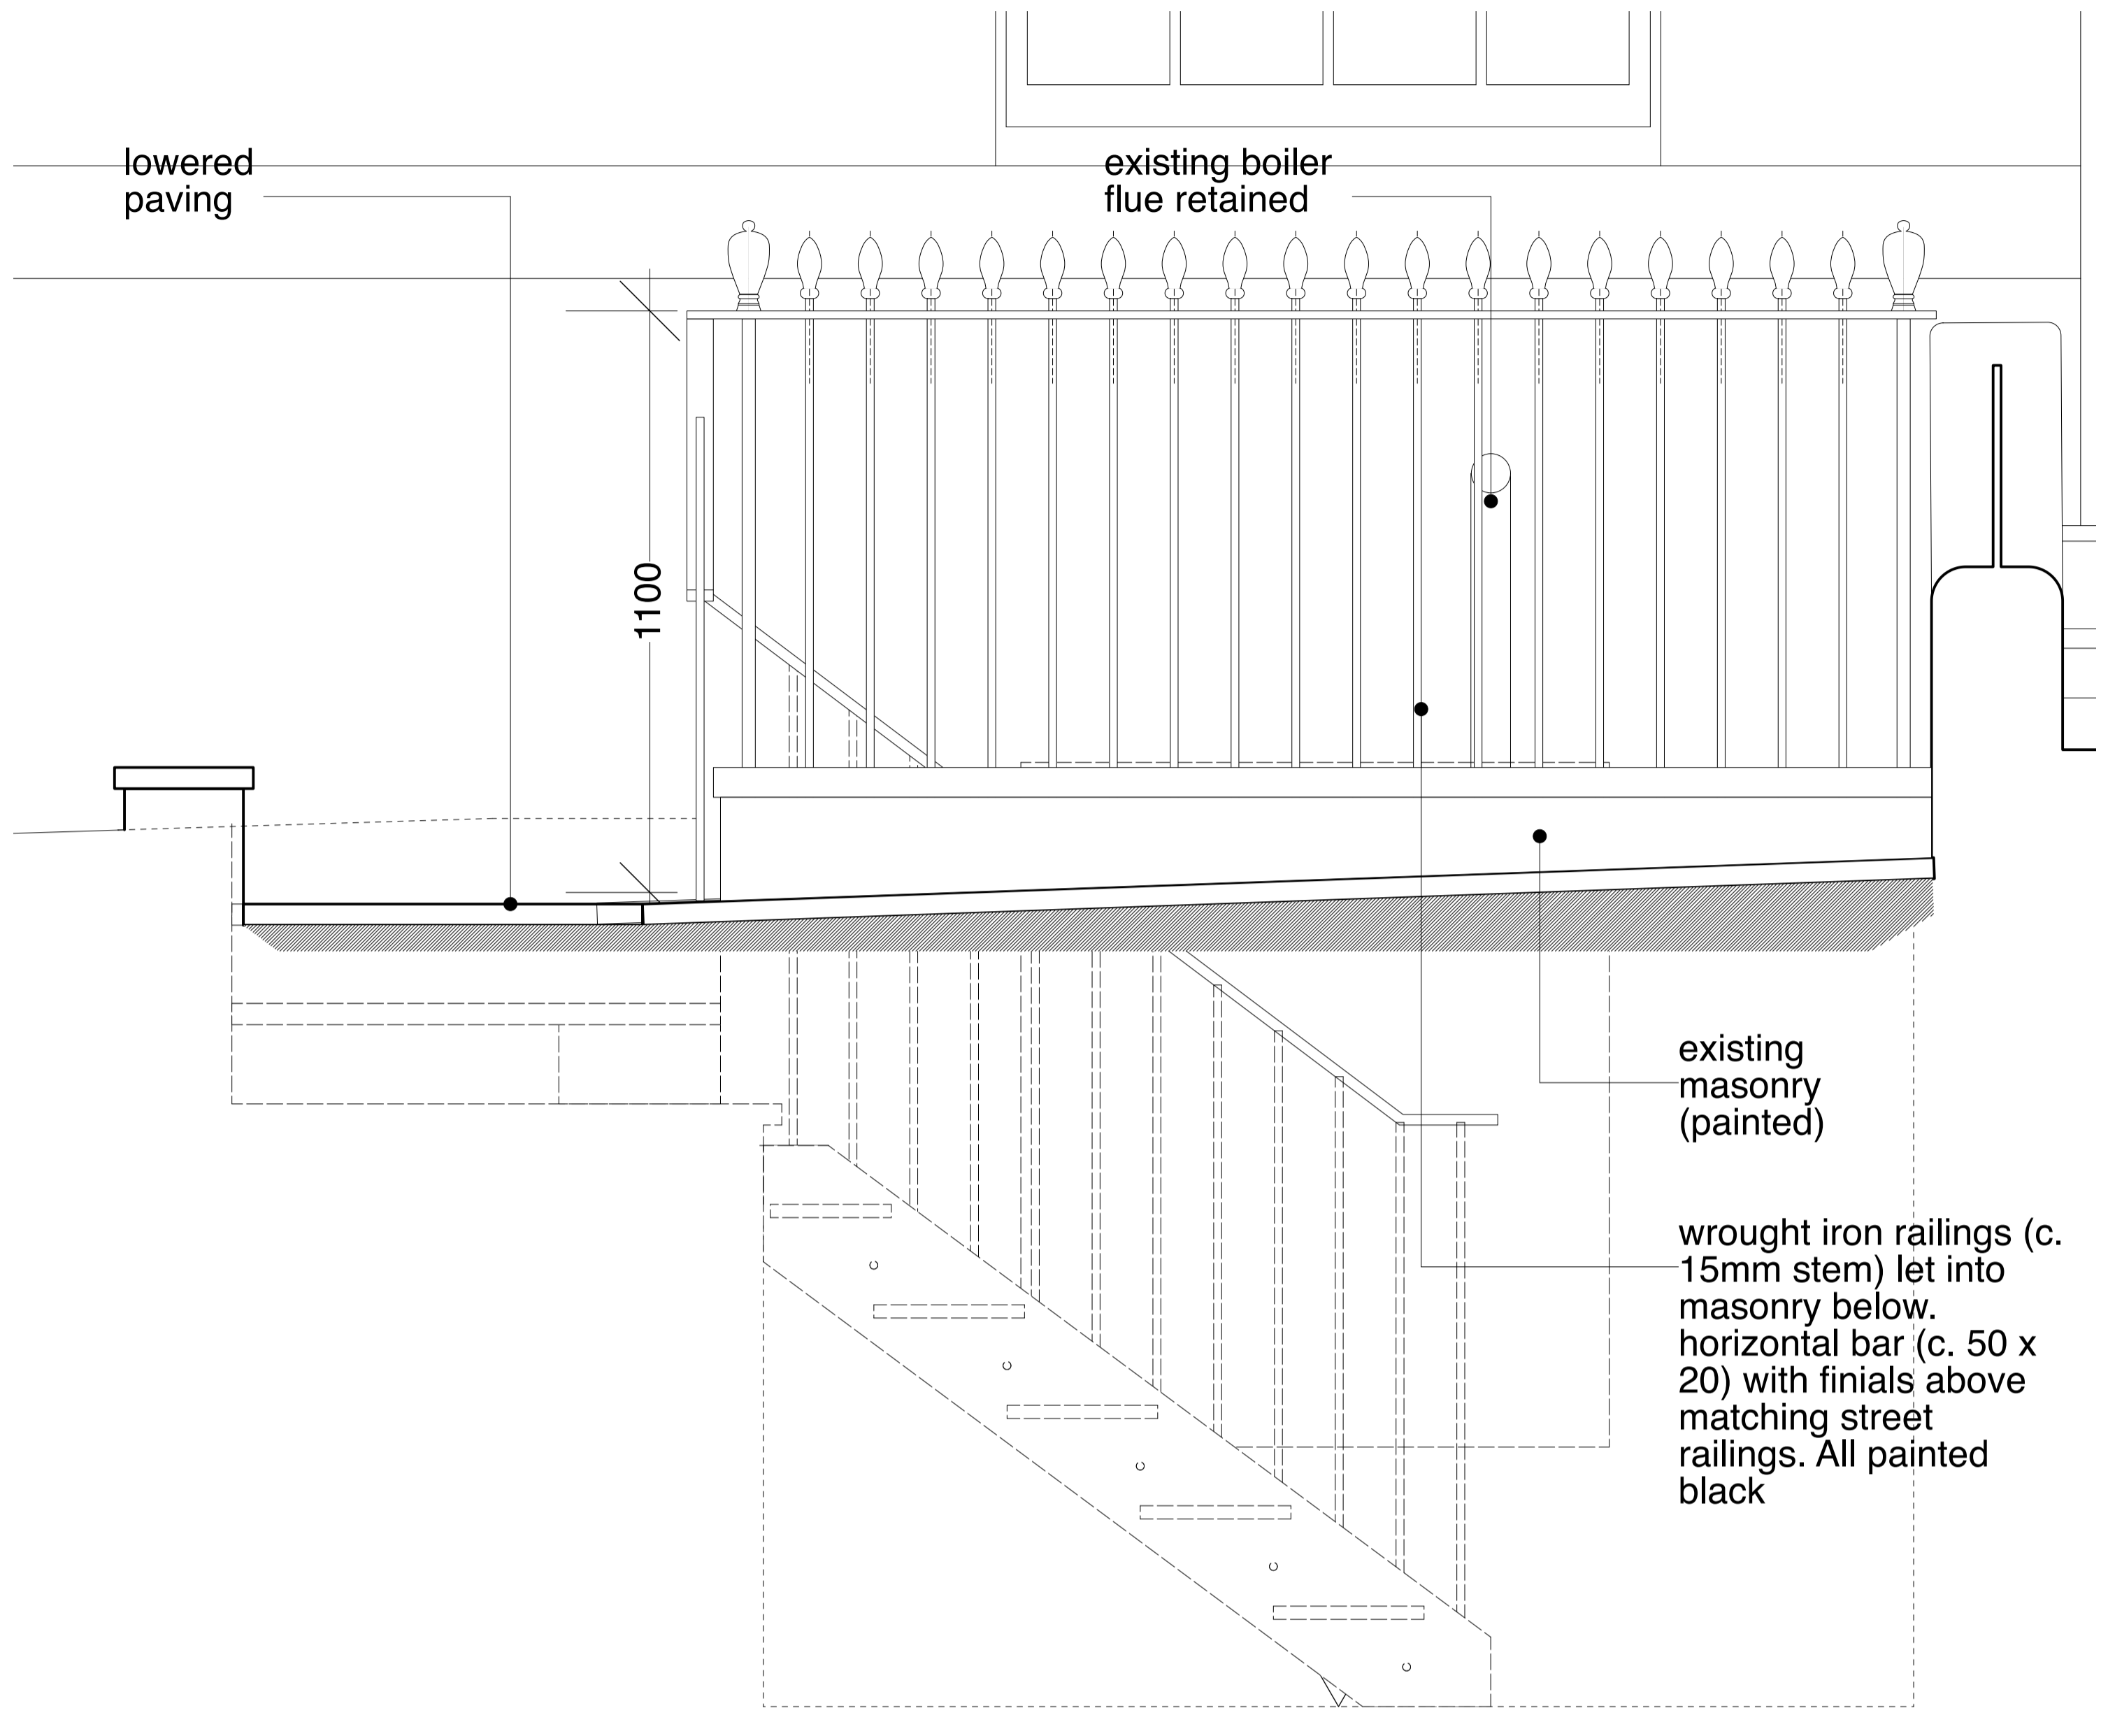 lowered
paving
existing boiler
flue retained
1100
existing
masonry
(painted)
wrought iron railings (c.
15mm stem) let into
masonry below.
horizontal bar (c. 50 x
20) with finials above
matching street
railings. All painted
black